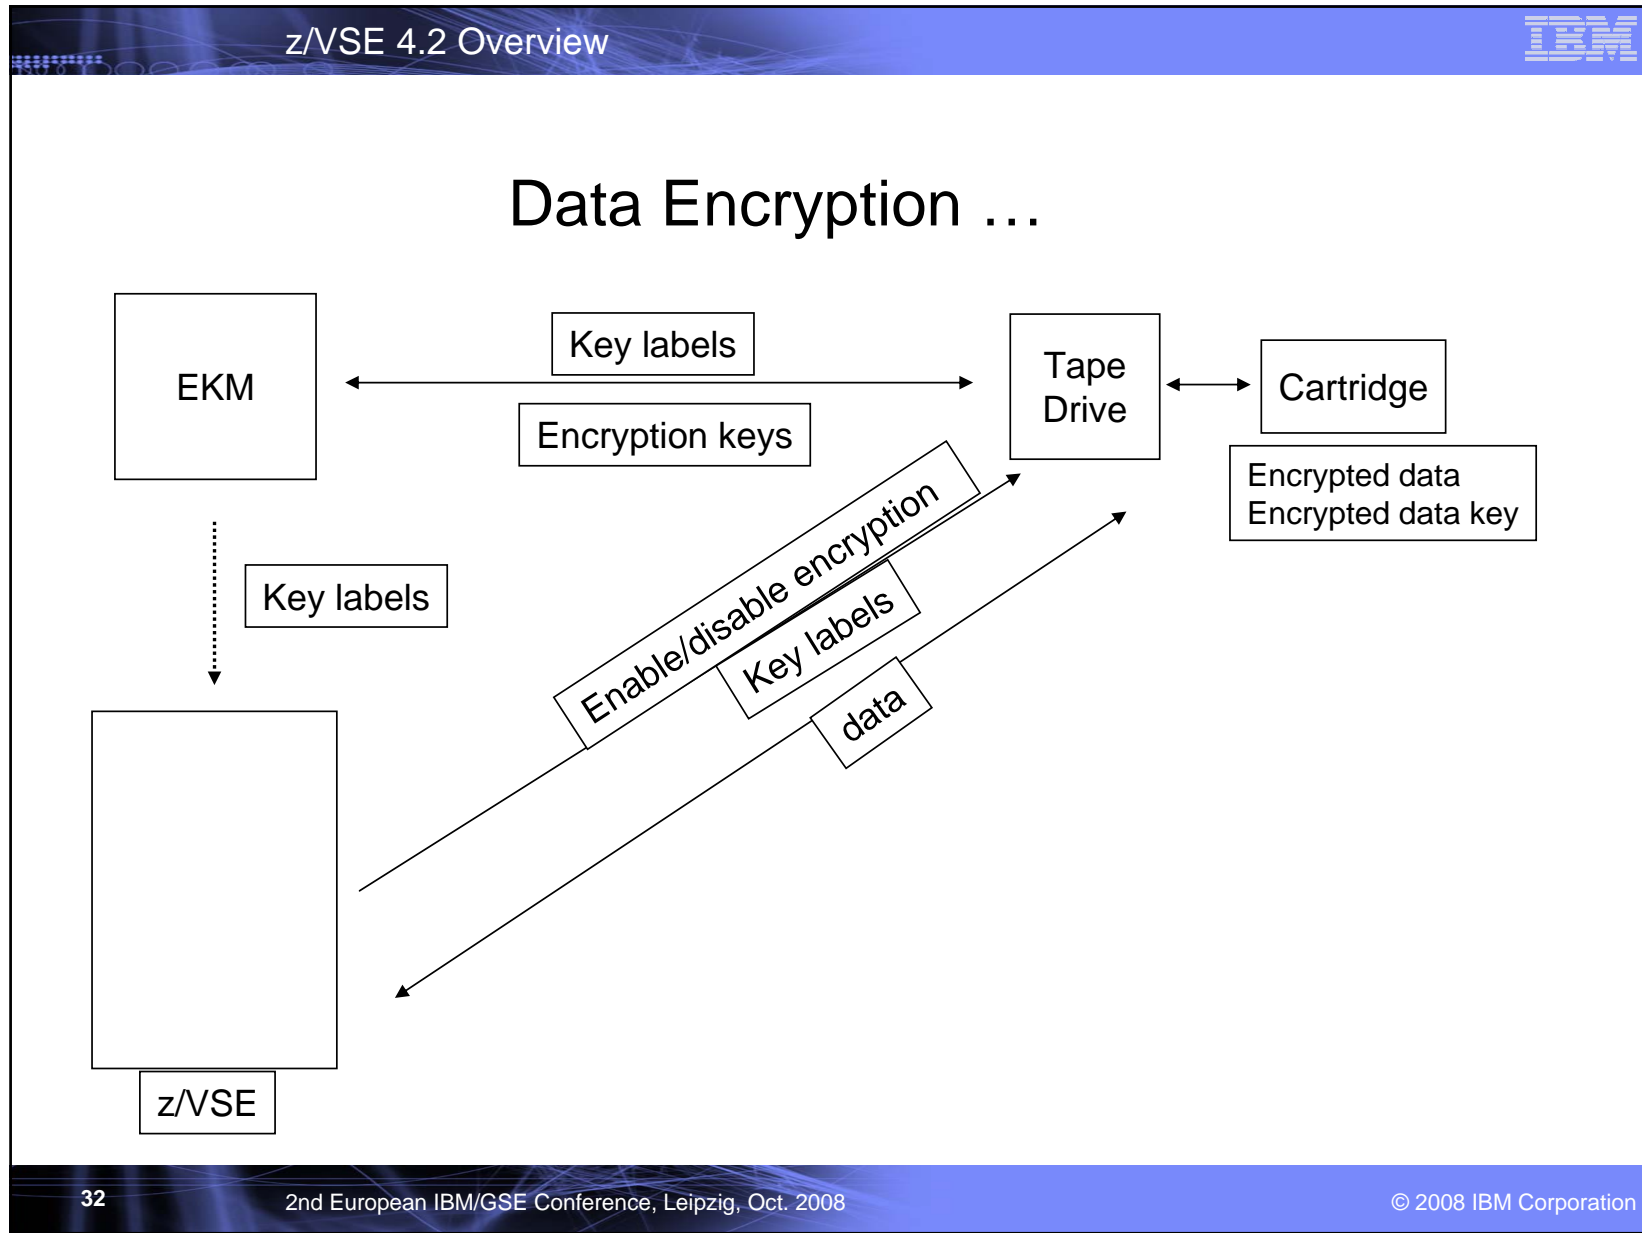 z/VSE 4.2 Overview
IBM
Data Encryption …
EKM
Key labels
Encryption keys
Tape
Drive
Cartridge
Encrypted data
Encrypted data key
Key labels
Enable/disable encryption
Key labels
data
z/VSE
32
2nd European IBM/GSE Conference, Leipzig, Oct. 2008
© 2008 IBM Corporation